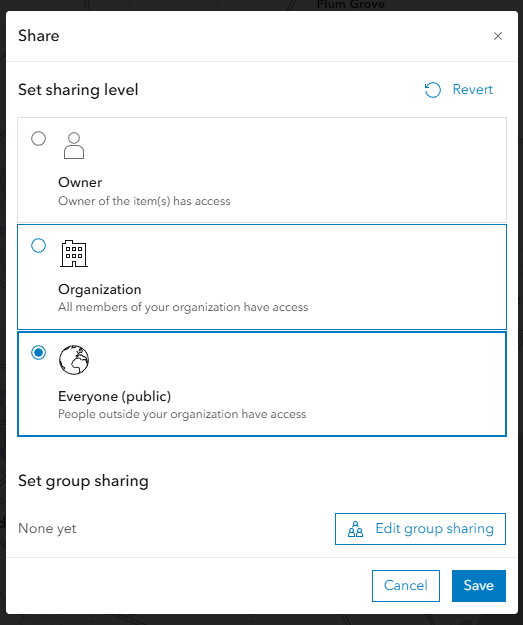 Plum Grove
Share
Set sharing level
Revert
Owner
Owner of the item(s) has access
Organization
All members of your organization have access
Everyone (public)
People outside your organization have access
Set group sharing
None yet
Edit group sharing
Cancel
Save